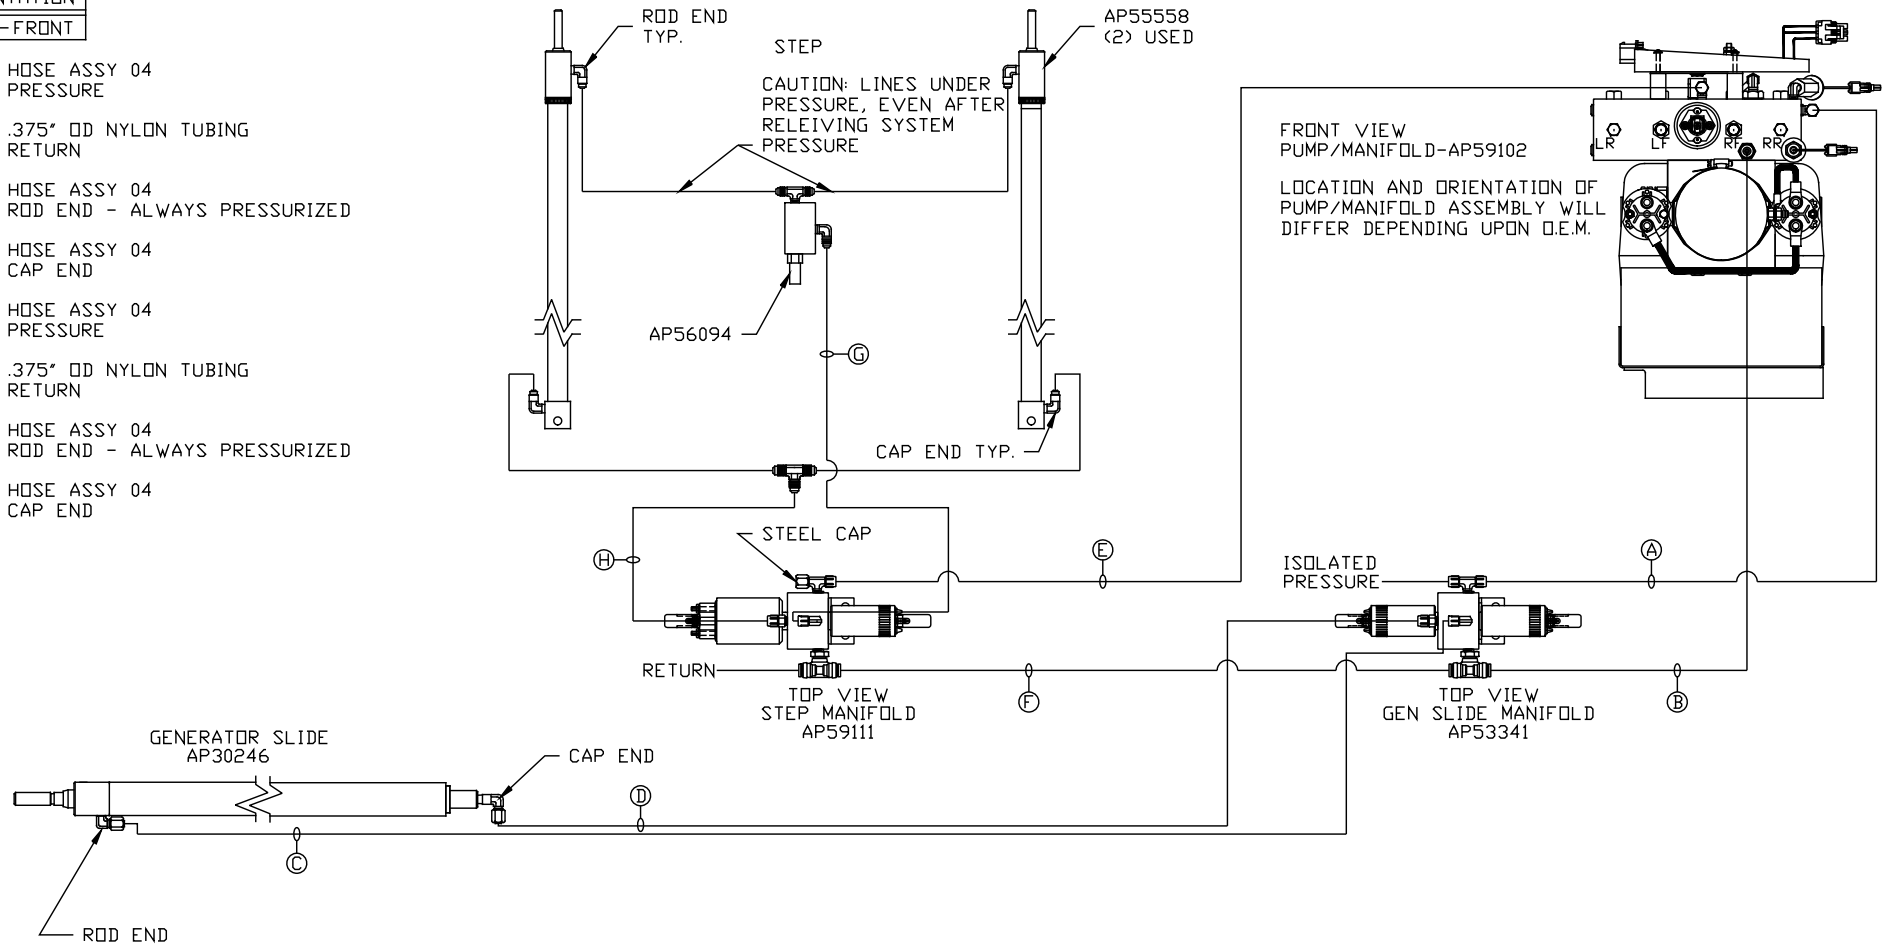 -FRONT
HOSE ASSY 04
PRESSURE
.375" OD NYLON TUBING
RETURN
HOSE ASSY 04
ROD END - ALWAYS PRESSURIZED
HOSE ASSY 04
CAP END
HOSE ASSY 04
PRESSURE
.375" OD NYLON TUBING
RETURN
HOSE ASSY 04
ROD END - ALWAYS PRESSURIZED
HOSE ASSY 04
CAP END
ROD END
TYP.
STEP
CAUTION: LINES UNDER
PRESSURE, EVEN AFTER
RELEIVING SYSTEM
PRESSURE
AP55558
(2) USED
AP56094
G
CAP END TYP.
FRONT VIEW
PUMP/MANIFOLD-AP59102
LOCATION AND ORIENTATION OF
PUMP/MANIFOLD ASSEMBLY WILL
DIFFER DEPENDING UPON O.E.M.
LR
LF
RF
RR
STEEL CAP
H
E
ISOLATED
PRESSURE
A
RETURN
F
B
TOP VIEW
STEP MANIFOLD
AP59111
TOP VIEW
GEN SLIDE MANIFOLD
AP53341
GENERATOR SLIDE
AP30246
CAP END
D
C
ROD END